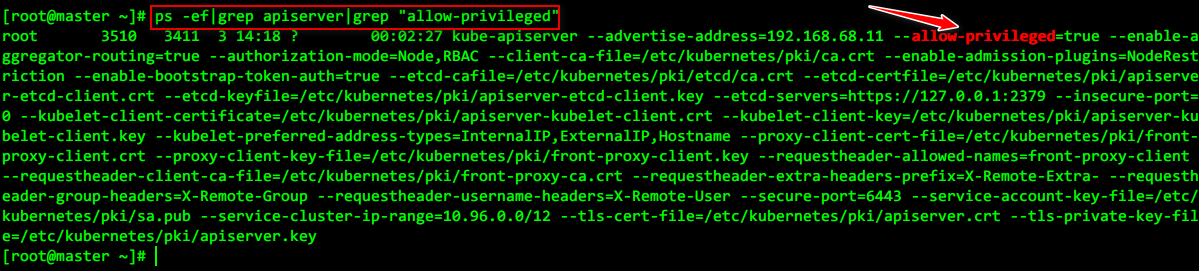 [root@master ~]# ps -ef|grep apiserver|grep "allow-privileged"
root      3510   3411  3 14:18 ?        00:02:27 kube-apiserver --advertise-address=192.168.68.11 --allow-privileged=true --enable-a
ggregator-routing=true --authorization-mode=Node,RBAC --client-ca-file=/etc/kubernetes/pki/ca.crt --enable-admission-plugins=NodeRest
riction --enable-bootstrap-token-auth=true --etcd-cafile=/etc/kubernetes/pki/etcd/ca.crt --etcd-certfile=/etc/kubernetes/pki/apiserve
r-etcd-client.crt --etcd-keyfile=/etc/kubernetes/pki/apiserver-etcd-client.key --etcd-servers=https://127.0.0.1:2379 --insecure-port=
0 --kubelet-client-certificate=/etc/kubernetes/pki/apiserver-kubelet-client.crt --kubelet-client-key=/etc/kubernetes/pki/apiserver-ku
belet-client.key --kubelet-preferred-address-types=InternalIP,ExternalIP,Hostname --proxy-client-cert-file=/etc/kubernetes/pki/front-
proxy-client.crt --proxy-client-key-file=/etc/kubernetes/pki/front-proxy-client.key --requestheader-allowed-names=front-proxy-client
--requestheader-client-ca-file=/etc/kubernetes/pki/front-proxy-ca.crt --requestheader-extra-headers-prefix=X-Remote-Extra- --requesth
eader-group-headers=X-Remote-Group --requestheader-username-headers=X-Remote-User --secure-port=6443 --service-account-key-file=/etc/
kubernetes/pki/sa.pub --service-cluster-ip-range=10.96.0.0/12 --tls-cert-file=/etc/kubernetes/pki/apiserver.crt --tls-private-key-fil
e=/etc/kubernetes/pki/apiserver.key
[root@master ~]#